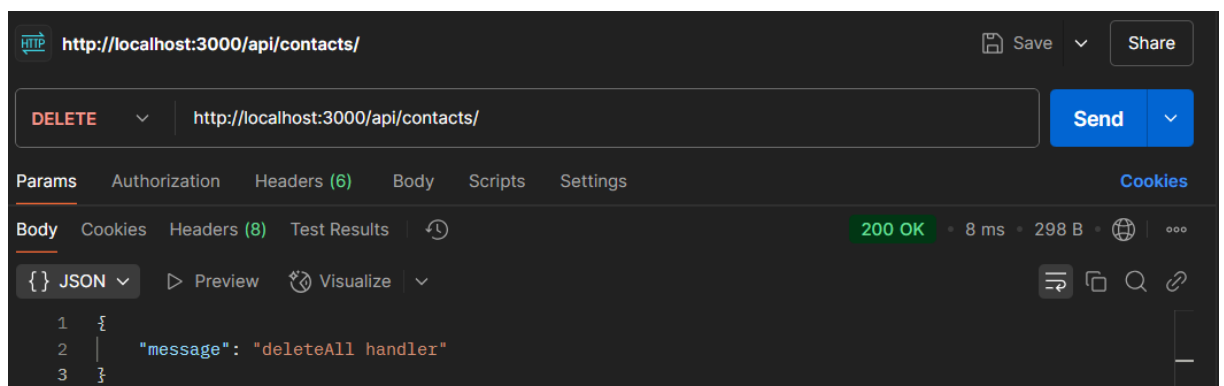 HTTP http://localhost:3000/api/contacts/ Save Share
DELETE http://localhost:3000/api/contacts/ Send
Params Authorization Headers (6) Body Scripts Settings Cookies
Body Cookies Headers (8) Test Results 200 OK • 8 ms • 298 B • ooo
{} JSON Preview Visualize
1 {
2 "message": "deleteAll handler"
3 }